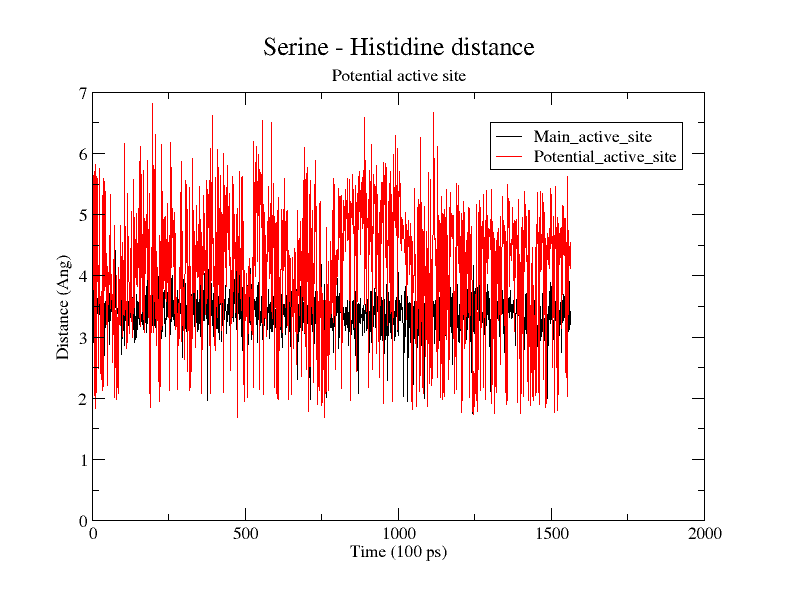 Serine - Histidine distance
Potential active site
7
6
5
4
3
2
1
0
Distance (Ang)
Main_active_site
Potential_active_site
0
500
1000
1500
2000
Time (100 ps)